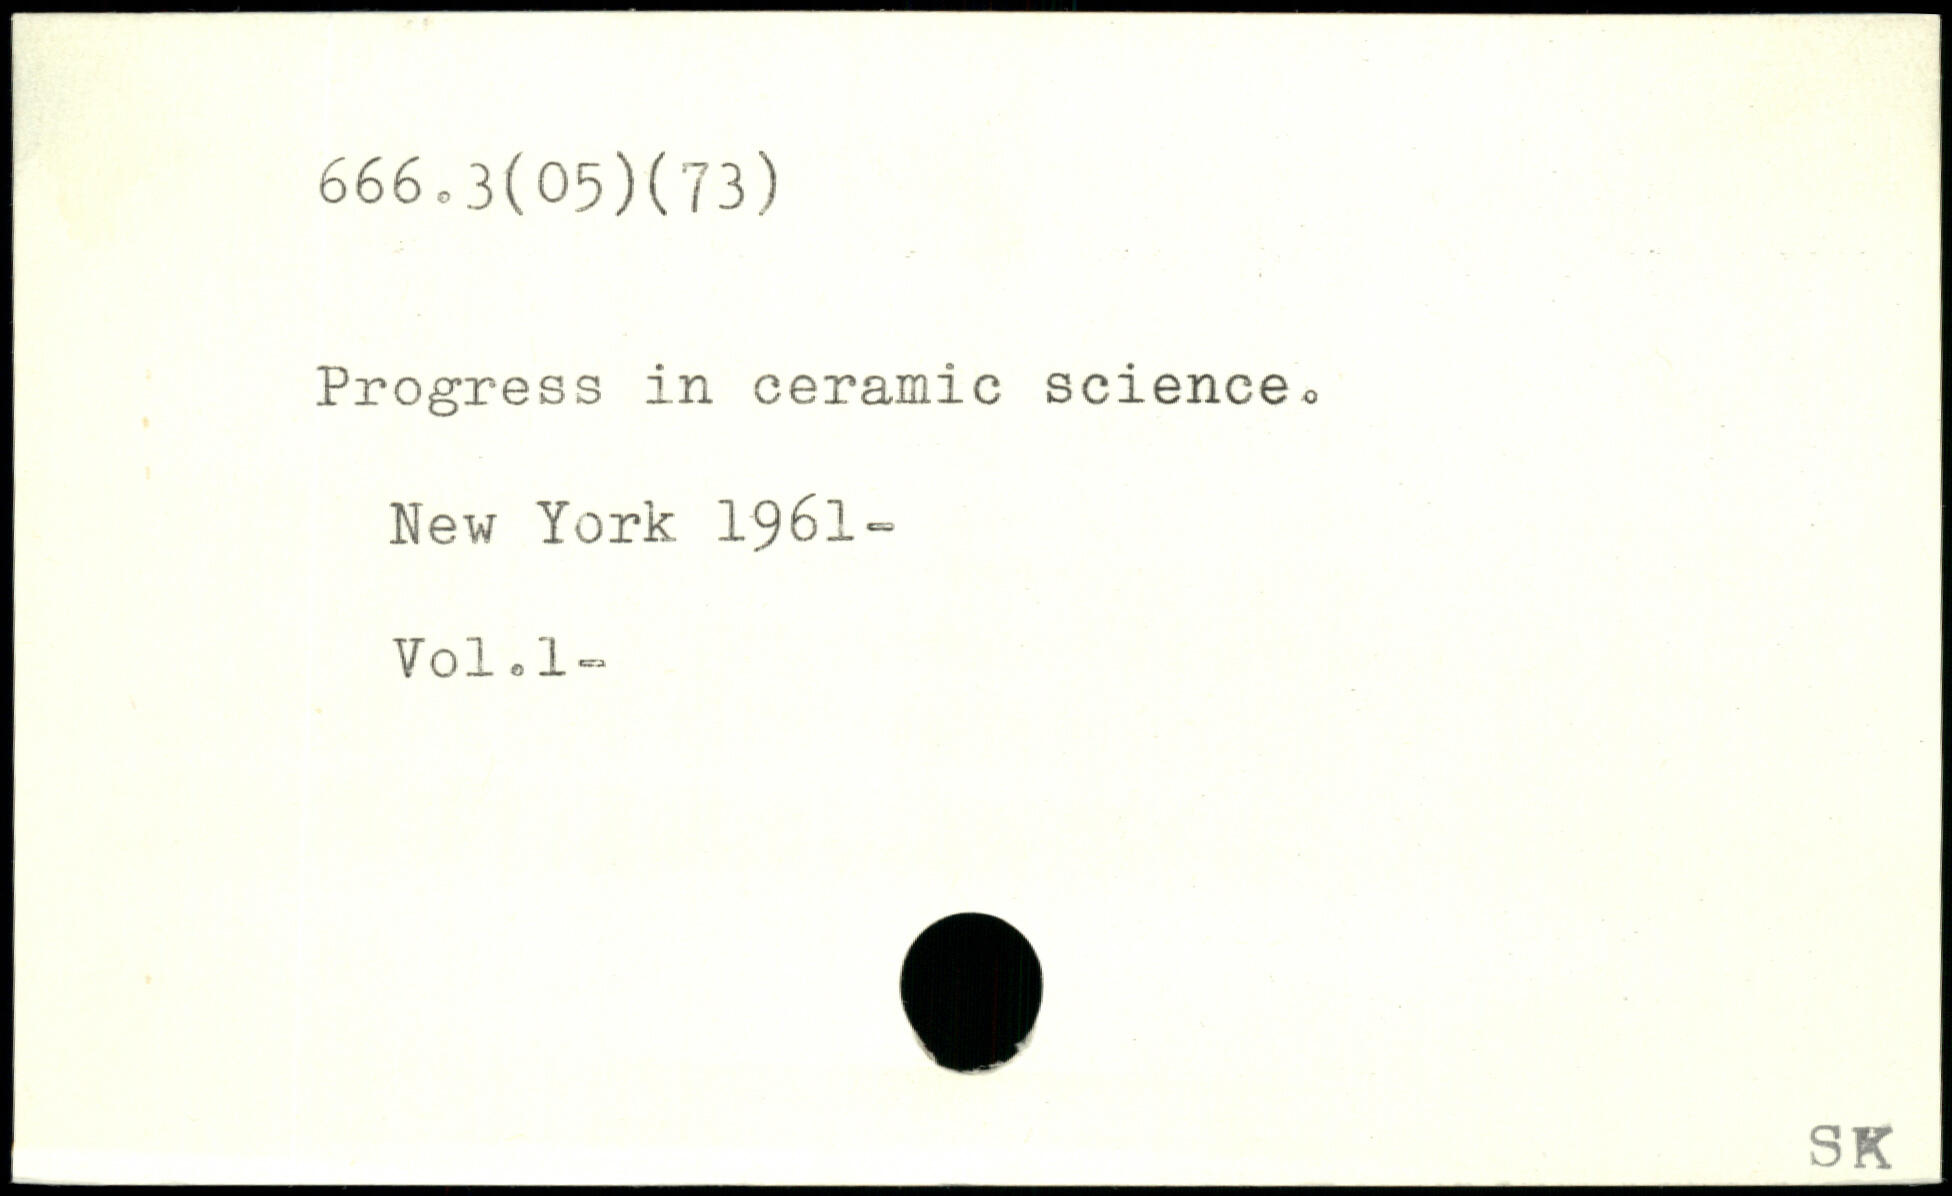 666.3(05)(73)
Progress in ceramic science.
New York 1961-
Vol.1-
SK